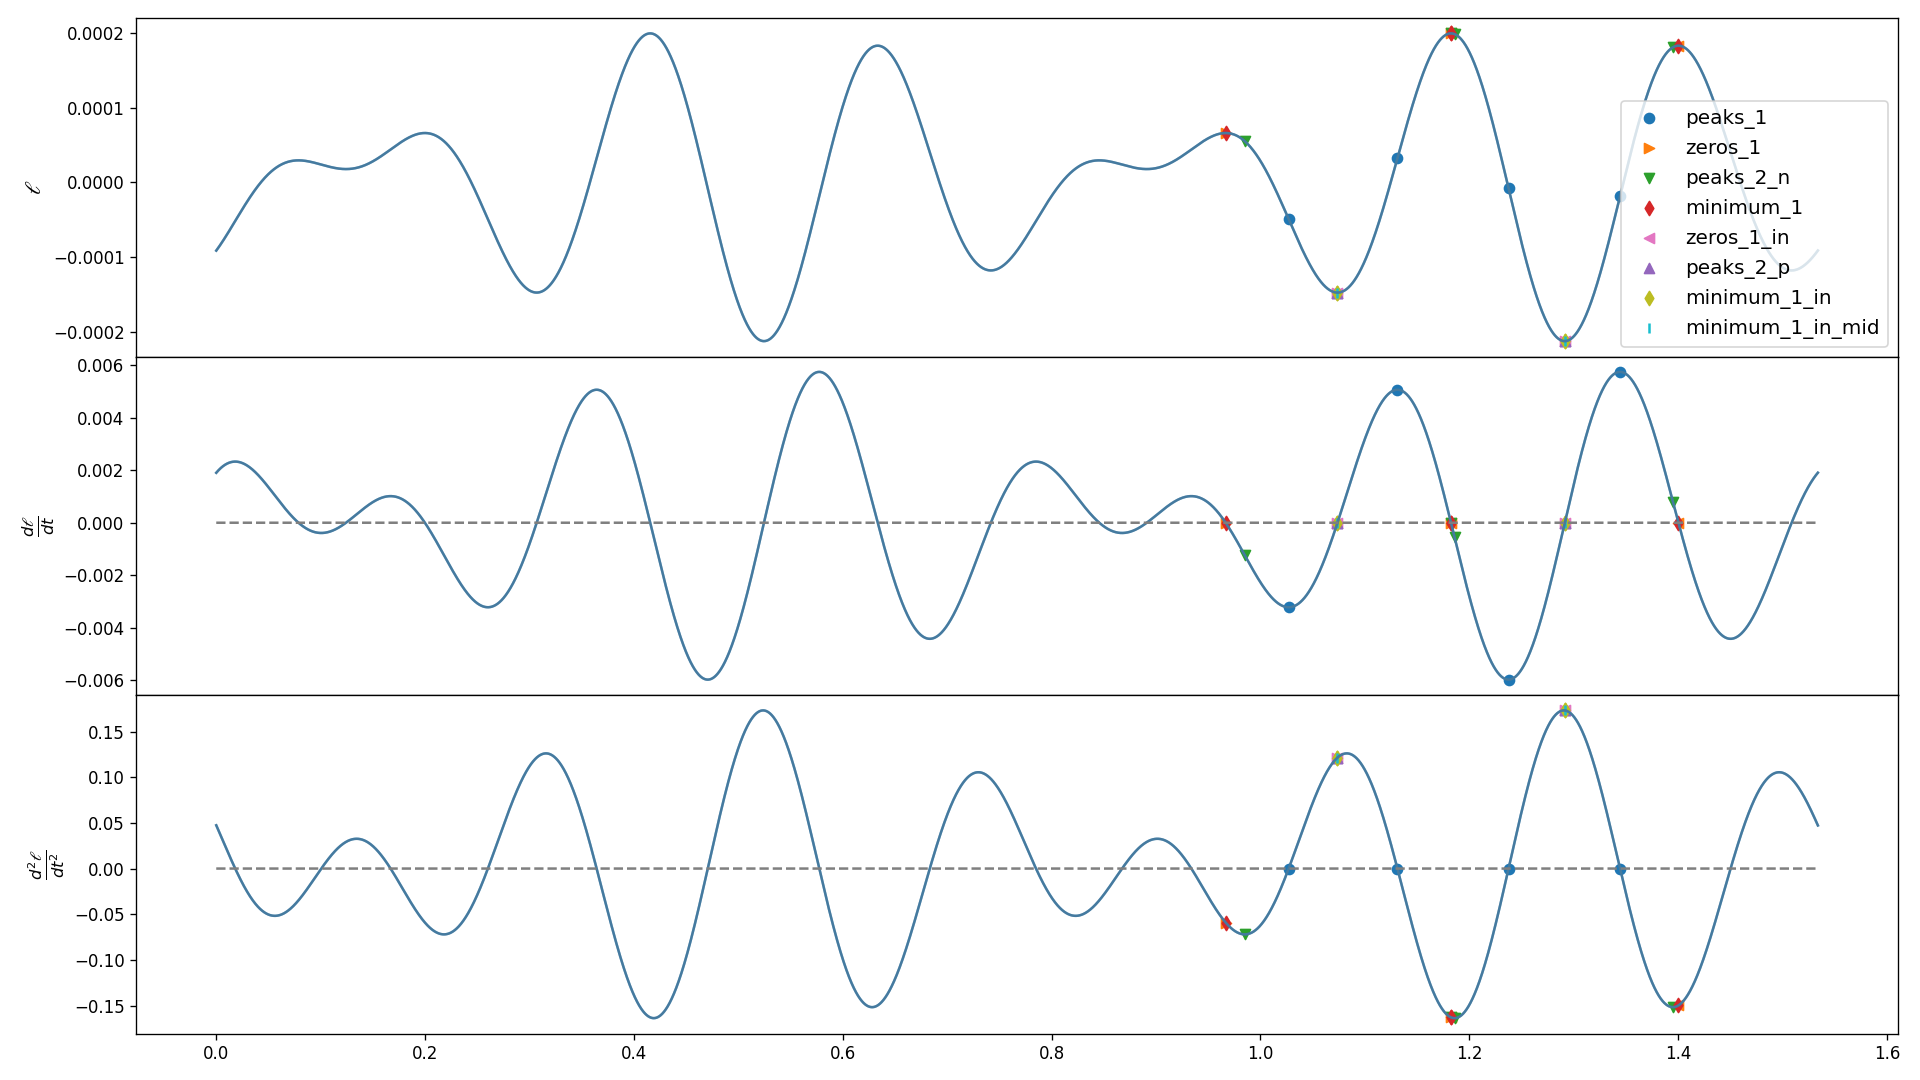 0.0002
0.0001
0.0000
−0.0001
−0.0002
ℓ
peaks_1
zeros_1
peaks_2_n
minimum_1
zeros_1_in
peaks_2_p
minimum_1_in
minimum_1_in_mid
0.006
0.004
0.002
0.000
−0.002
−0.004
−0.006
dℓ
dt
0.15
0.10
0.05
0.00
−0.05
−0.10
−0.15
d²ℓ
dt²
0.0 0.2 0.4 0.6 0.8 1.0 1.2 1.4 1.6